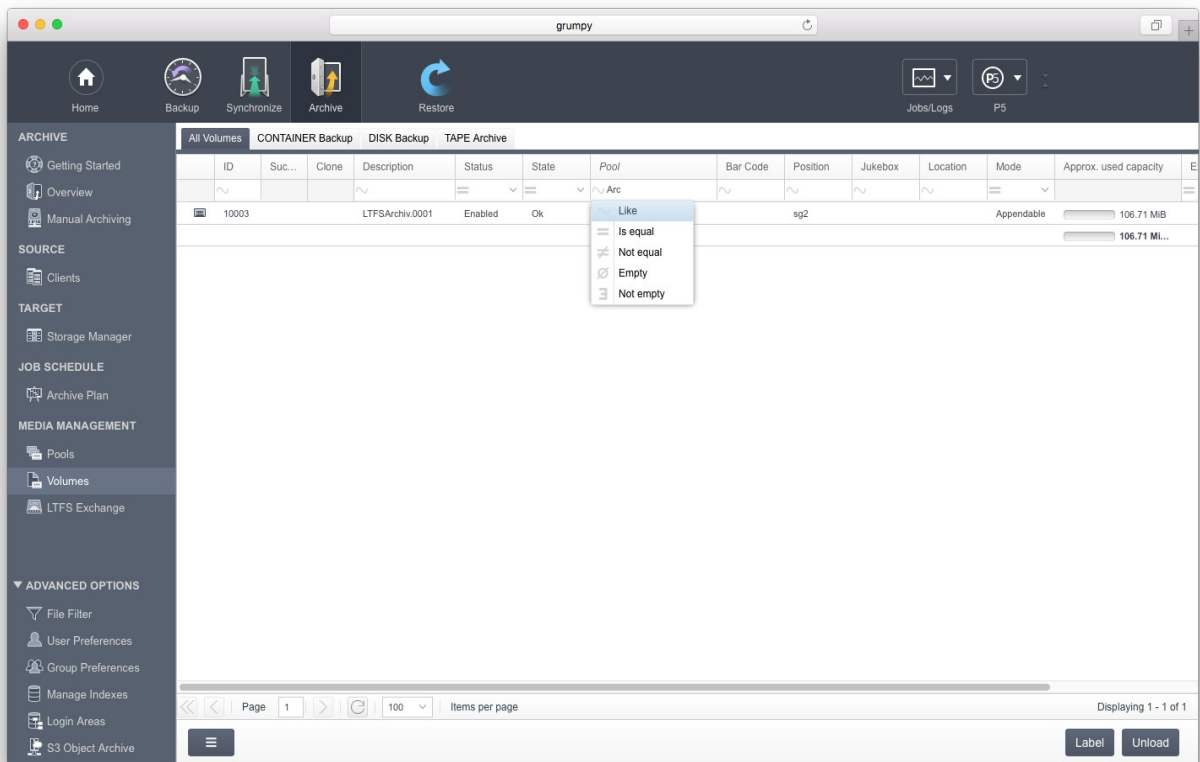 grumpy
Home
Backup
Synchronize
Archive
Restore
Jobs/Logs
P5
P5
ARCHIVE
Getting Started
Overview
Manual Archiving
SOURCE
Clients
TARGET
Storage Manager
JOB SCHEDULE
Archive Plan
MEDIA MANAGEMENT
Pools
Volumes
LTFS Exchange
ADVANCED OPTIONS
File Filter
User Preferences
Group Preferences
Manage Indexes
Login Areas
S3 Object Archive
All Volumes CONTAINER Backup DISK Backup TAPE Archive
ID Suc... Clone Description Status State Pool Bar Code Position Jukebox Location Mode Approx. used capacity E
Arc
10003 LTFSArchiv.0001 Enabled Ok sg2 Appendable 106.71 MiB
106.71 Mi...
Like
Is equal
Not equal
Empty
Not empty
Page 1 100 Items per page Displaying 1 - 1 of 1
Label Unload